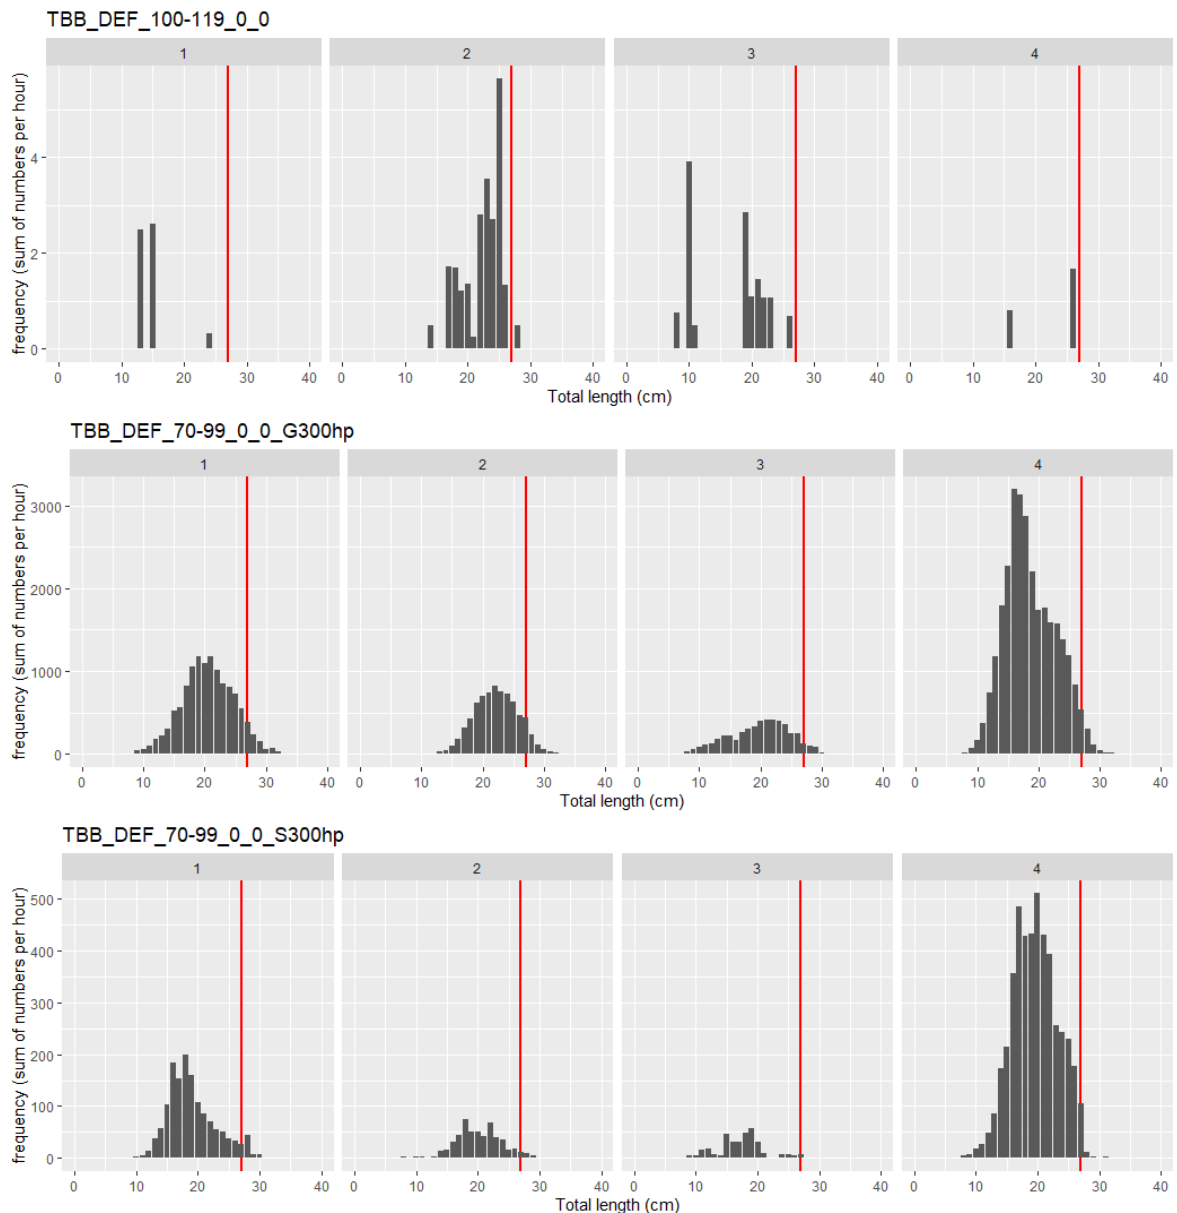 TBB_DEF_100-119_0_0
1 2 3 4
frequency (sum of numbers per hour)
4
2
0
0 10 20 30 40 0 10 20 30 40 0 10 20 30 40 0 10 20 30 40
Total length (cm)
TBB_DEF_70-99_0_0_G300hp
1 2 3 4
frequency (sum of numbers per hour)
3000
2000
1000
0
0 10 20 30 40 0 10 20 30 40 0 10 20 30 40 0 10 20 30 40
Total length (cm)
TBB_DEF_70-99_0_0_S300hp
1 2 3 4
frequency (sum of numbers per hour)
500
400
300
200
100
0
0 10 20 30 40 0 10 20 30 40 0 10 20 30 40 0 10 20 30 40
Total length (cm)